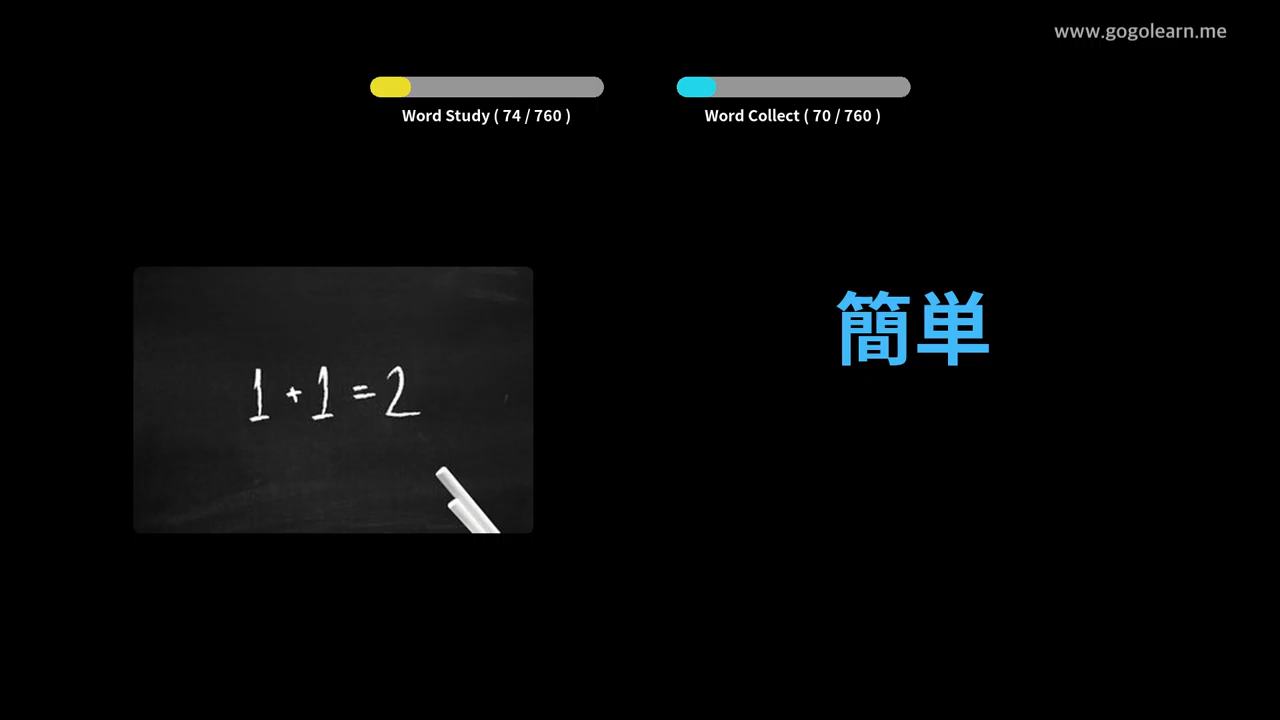 www.gogolearn.me
Word Study ( 74 / 760 )
Word Collect ( 70 / 760 )
1 + 1 = 2
簡単